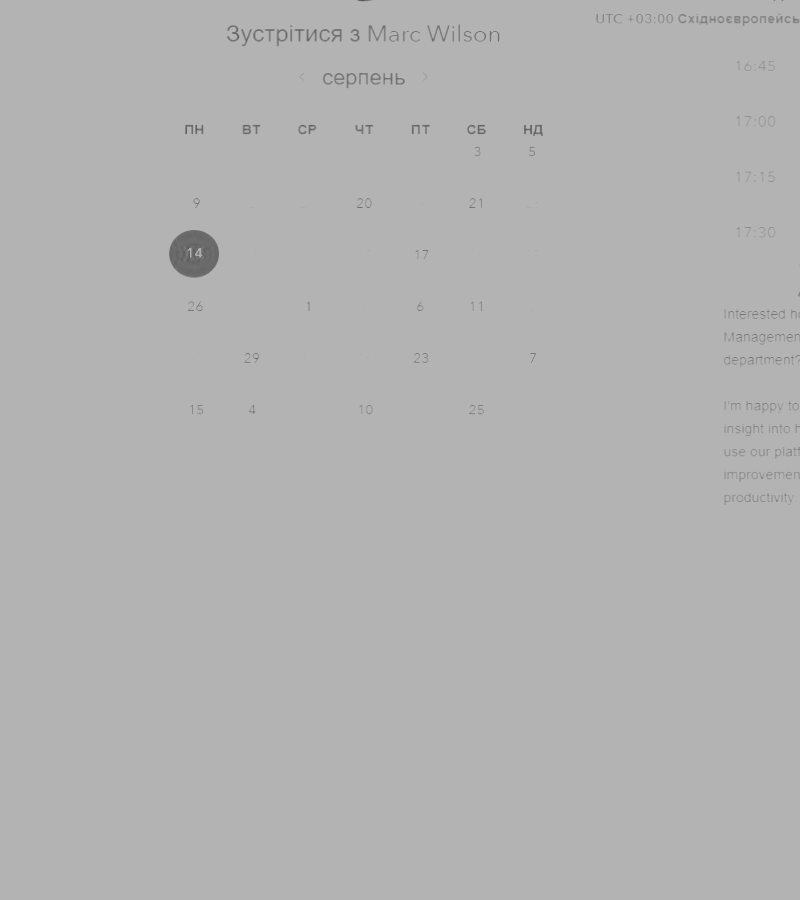 Зустрітися з Marc Wilson
серпень
ПН ВТ СР ЧТ ПТ СБ НД
3 5
9 20 21
14 17
26 1 6 11
29 23 7
15 4 10 25
UTC +03:00 Східноєвропейсь
16:45
17:00
17:15
17:30
Interested h
Managemen
department?
I'm happy to
insight into h
use our platf
improvemen
productivity.